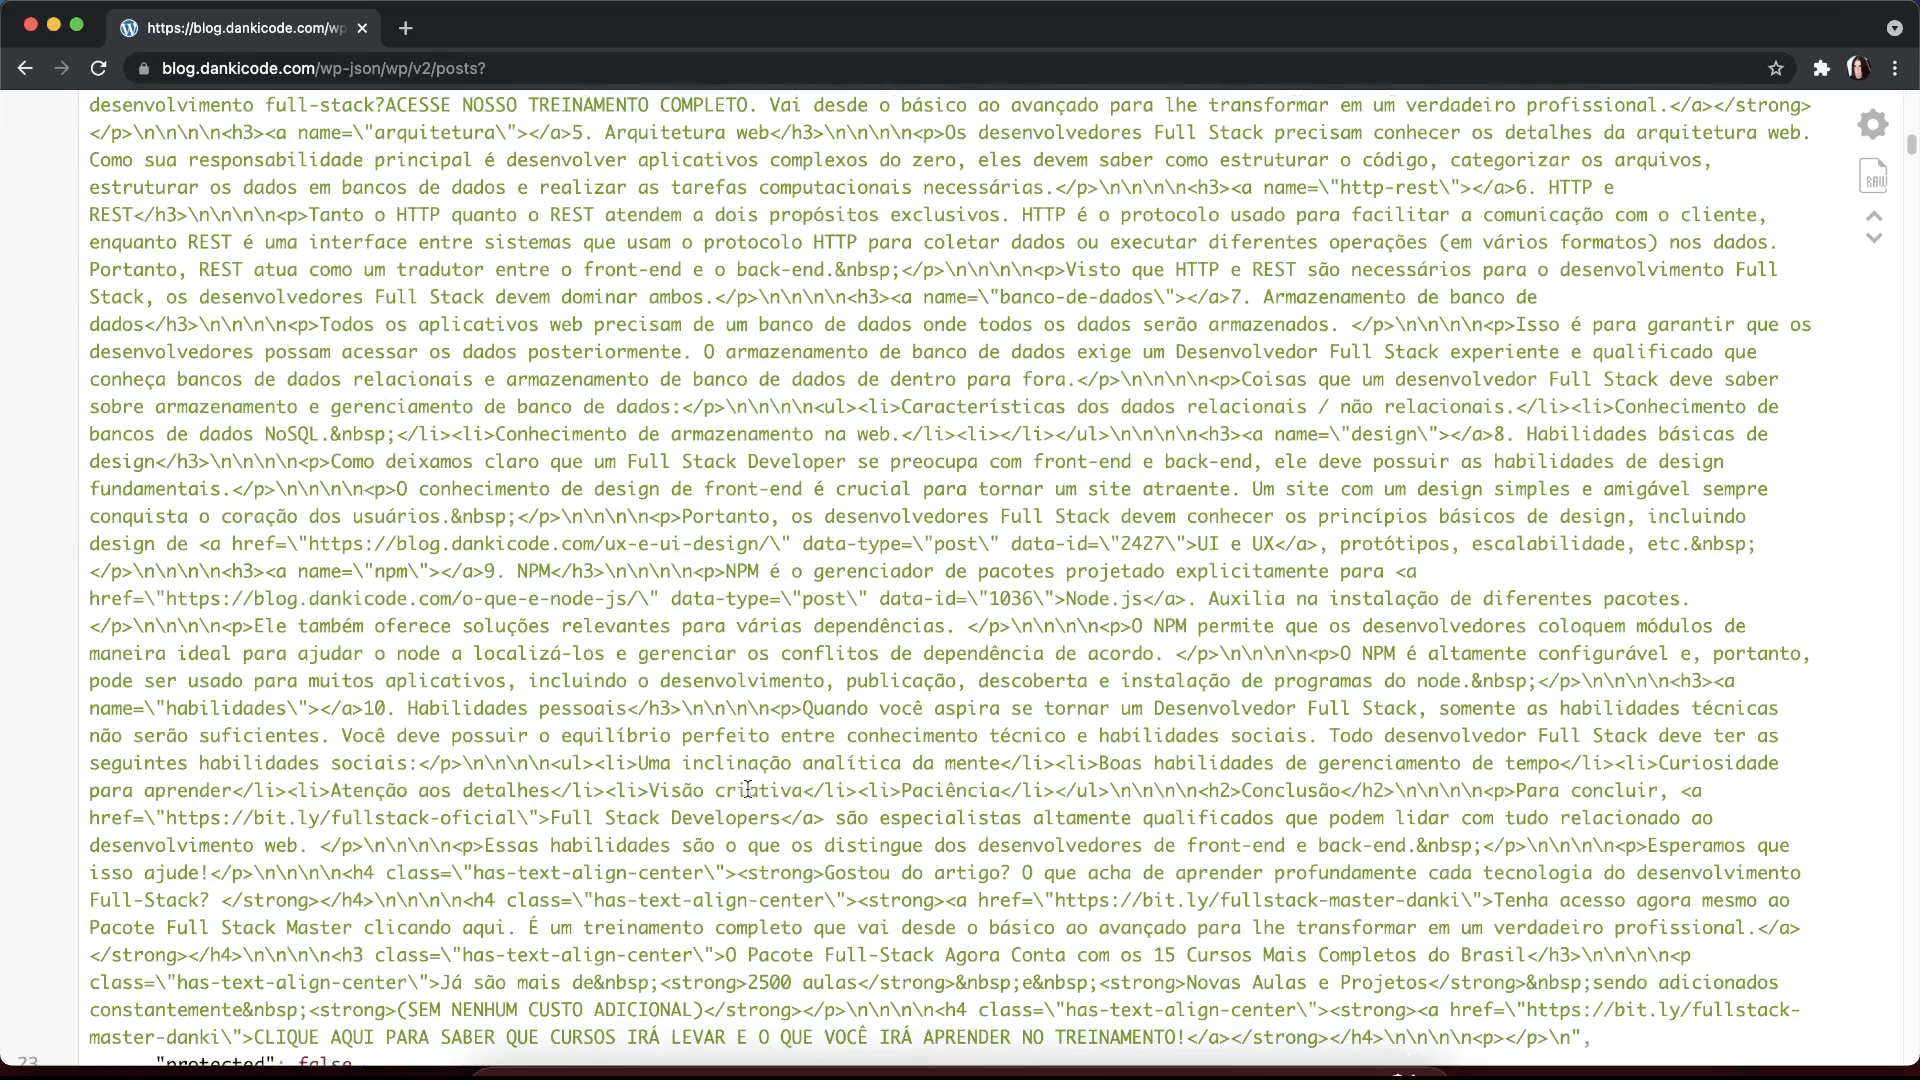 https://blog.dankicode.com/wp
blog.dankicode.com/wp-json/wp/v2/posts?
desenvolvimento full-stack?ACESSE NOSSO TREINAMENTO COMPLETO. Vai desde o básico ao avançado para lhe transformar em um verdadeiro profissional.</a></strong>
</p>\n\n\n\n<h3><a name=\"arquitetura\"></a>5. Arquitetura web</h3>\n\n\n\n<p>Os desenvolvedores Full Stack precisam conhecer os detalhes da arquitetura web.
Como sua responsabilidade principal é desenvolver aplicativos complexos do zero, eles devem saber como estruturar o código, categorizar os arquivos,
estruturar os dados em bancos de dados e realizar as tarefas computacionais necessárias.</p>\n\n\n\n<h3><a name=\"http-rest\"></a>6. HTTP e
REST</h3>\n\n\n\n<p>Tanto o HTTP quanto o REST atendem a dois propósitos exclusivos. HTTP é o protocolo usado para facilitar a comunicação com o cliente,
enquanto REST é uma interface entre sistemas que usam o protocolo HTTP para coletar dados ou executar diferentes operações (em vários formatos) nos dados.
Portanto, REST atua como um tradutor entre o front-end e o back-end.&nbsp;</p>\n\n\n\n<p>Visto que HTTP e REST são necessários para o desenvolvimento Full
Stack, os desenvolvedores Full Stack devem dominar ambos.</p>\n\n\n\n<h3><a name=\"banco-de-dados\"></a>7. Armazenamento de banco de
dados</h3>\n\n\n\n<p>Todos os aplicativos web precisam de um banco de dados onde todos os dados serão armazenados. </p>\n\n\n\n<p>Isso é para garantir que os
desenvolvedores possam acessar os dados posteriormente. O armazenamento de banco de dados exige um Desenvolvedor Full Stack experiente e qualificado que
conheça bancos de dados relacionais e armazenamento de banco de dados de dentro para fora.</p>\n\n\n\n<p>Coisas que um desenvolvedor Full Stack deve saber
sobre armazenamento e gerenciamento de banco de dados:</p>\n\n\n\n<ul><li>Características dos dados relacionais / não relacionais.</li><li>Conhecimento de
bancos de dados NoSQL.&nbsp;</li><li>Conhecimento de armazenamento na web.</li><li></li></ul>\n\n\n\n<h3><a name=\"design\"></a>8. Habilidades básicas de
design</h3>\n\n\n\n<p>Como deixamos claro que um Full Stack Developer se preocupa com front-end e back-end, ele deve possuir as habilidades de design
fundamentais.</p>\n\n\n\n<p>O conhecimento de design de front-end é crucial para tornar um site atraente. Um site com um design simples e amigável sempre
conquista o coração dos usuários.&nbsp;</p>\n\n\n\n<p>Portanto, os desenvolvedores Full Stack devem conhecer os princípios básicos de design, incluindo
design de <a href=\"https://blog.dankicode.com/ux-e-ui-design/\" data-type=\"post\" data-id=\"2427\">UI e UX</a>, protótipos, escalabilidade, etc.&nbsp;
</p>\n\n\n\n<h3><a name=\"npm\"></a>9. NPM</h3>\n\n\n\n<p>NPM é o gerenciador de pacotes projetado explicitamente para <a
href=\"https://blog.dankicode.com/o-que-e-node-js/\" data-type=\"post\" data-id=\"1036\">Node.js</a>. Auxilia na instalação de diferentes pacotes.
</p>\n\n\n\n<p>Ele também oferece soluções relevantes para várias dependências. </p>\n\n\n\n<p>O NPM permite que os desenvolvedores coloquem módulos de
maneira ideal para ajudar o node a localizá-los e gerenciar os conflitos de dependência de acordo. </p>\n\n\n\n<p>O NPM é altamente configurável e, portanto,
pode ser usado para muitos aplicativos, incluindo o desenvolvimento, publicação, descoberta e instalação de programas do node.&nbsp;</p>\n\n\n\n<h3><a
name=\"habilidades\"></a>10. Habilidades pessoais</h3>\n\n\n\n<p>Quando você aspira se tornar um Desenvolvedor Full Stack, somente as habilidades técnicas
não serão suficientes. Você deve possuir o equilíbrio perfeito entre conhecimento técnico e habilidades sociais. Todo desenvolvedor Full Stack deve ter as
seguintes habilidades sociais:</p>\n\n\n\n<ul><li>Uma inclinação analítica da mente</li><li>Boas habilidades de gerenciamento de tempo</li><li>Curiosidade
para aprender</li><li>Atenção aos detalhes</li><li>Visão criativa</li><li>Paciência</li></ul>\n\n\n\n<h2>Conclusão</h2>\n\n\n\n<p>Para concluir, <a
href=\"https://bit.ly/fullstack-oficial\">Full Stack Developers</a> são especialistas altamente qualificados que podem lidar com tudo relacionado ao
desenvolvimento web. </p>\n\n\n\n<p>Essas habilidades são o que os distingue dos desenvolvedores de front-end e back-end.&nbsp;</p>\n\n\n\n<p>Esperamos que
isso ajude!</p>\n\n\n\n<h4 class=\"has-text-align-center\"><strong>Gostou do artigo? O que acha de aprender profundamente cada tecnologia do desenvolvimento
Full-Stack? </strong></h4>\n\n\n\n<h4 class=\"has-text-align-center\"><strong><a href=\"https://bit.ly/fullstack-master-danki\">Tenha acesso agora mesmo ao
Pacote Full Stack Master clicando aqui. É um treinamento completo que vai desde o básico ao avançado para lhe transformar em um verdadeiro profissional.</a>
</strong></h4>\n\n\n\n<h3 class=\"has-text-align-center\">O Pacote Full-Stack Agora Conta com os 15 Cursos Mais Completos do Brasil</h3>\n\n\n\n<p
class=\"has-text-align-center\">Já são mais de&nbsp;<strong>2500 aulas</strong>&nbsp;e&nbsp;<strong>Novas Aulas e Projetos</strong>&nbsp;sendo adicionados
constantemente&nbsp;<strong>(SEM NENHUM CUSTO ADICIONAL)</strong></p>\n\n\n\n<h4 class=\"has-text-align-center\"><strong><a href=\"https://bit.ly/fullstack-
master-danki\">CLIQUE AQUI PARA SABER QUE CURSOS IRÁ LEVAR E O QUE VOCÊ IRÁ APRENDER NO TREINAMENTO!</a></strong></h4>\n\n\n\n<p></p>\n",
23 "protected": false
RAW